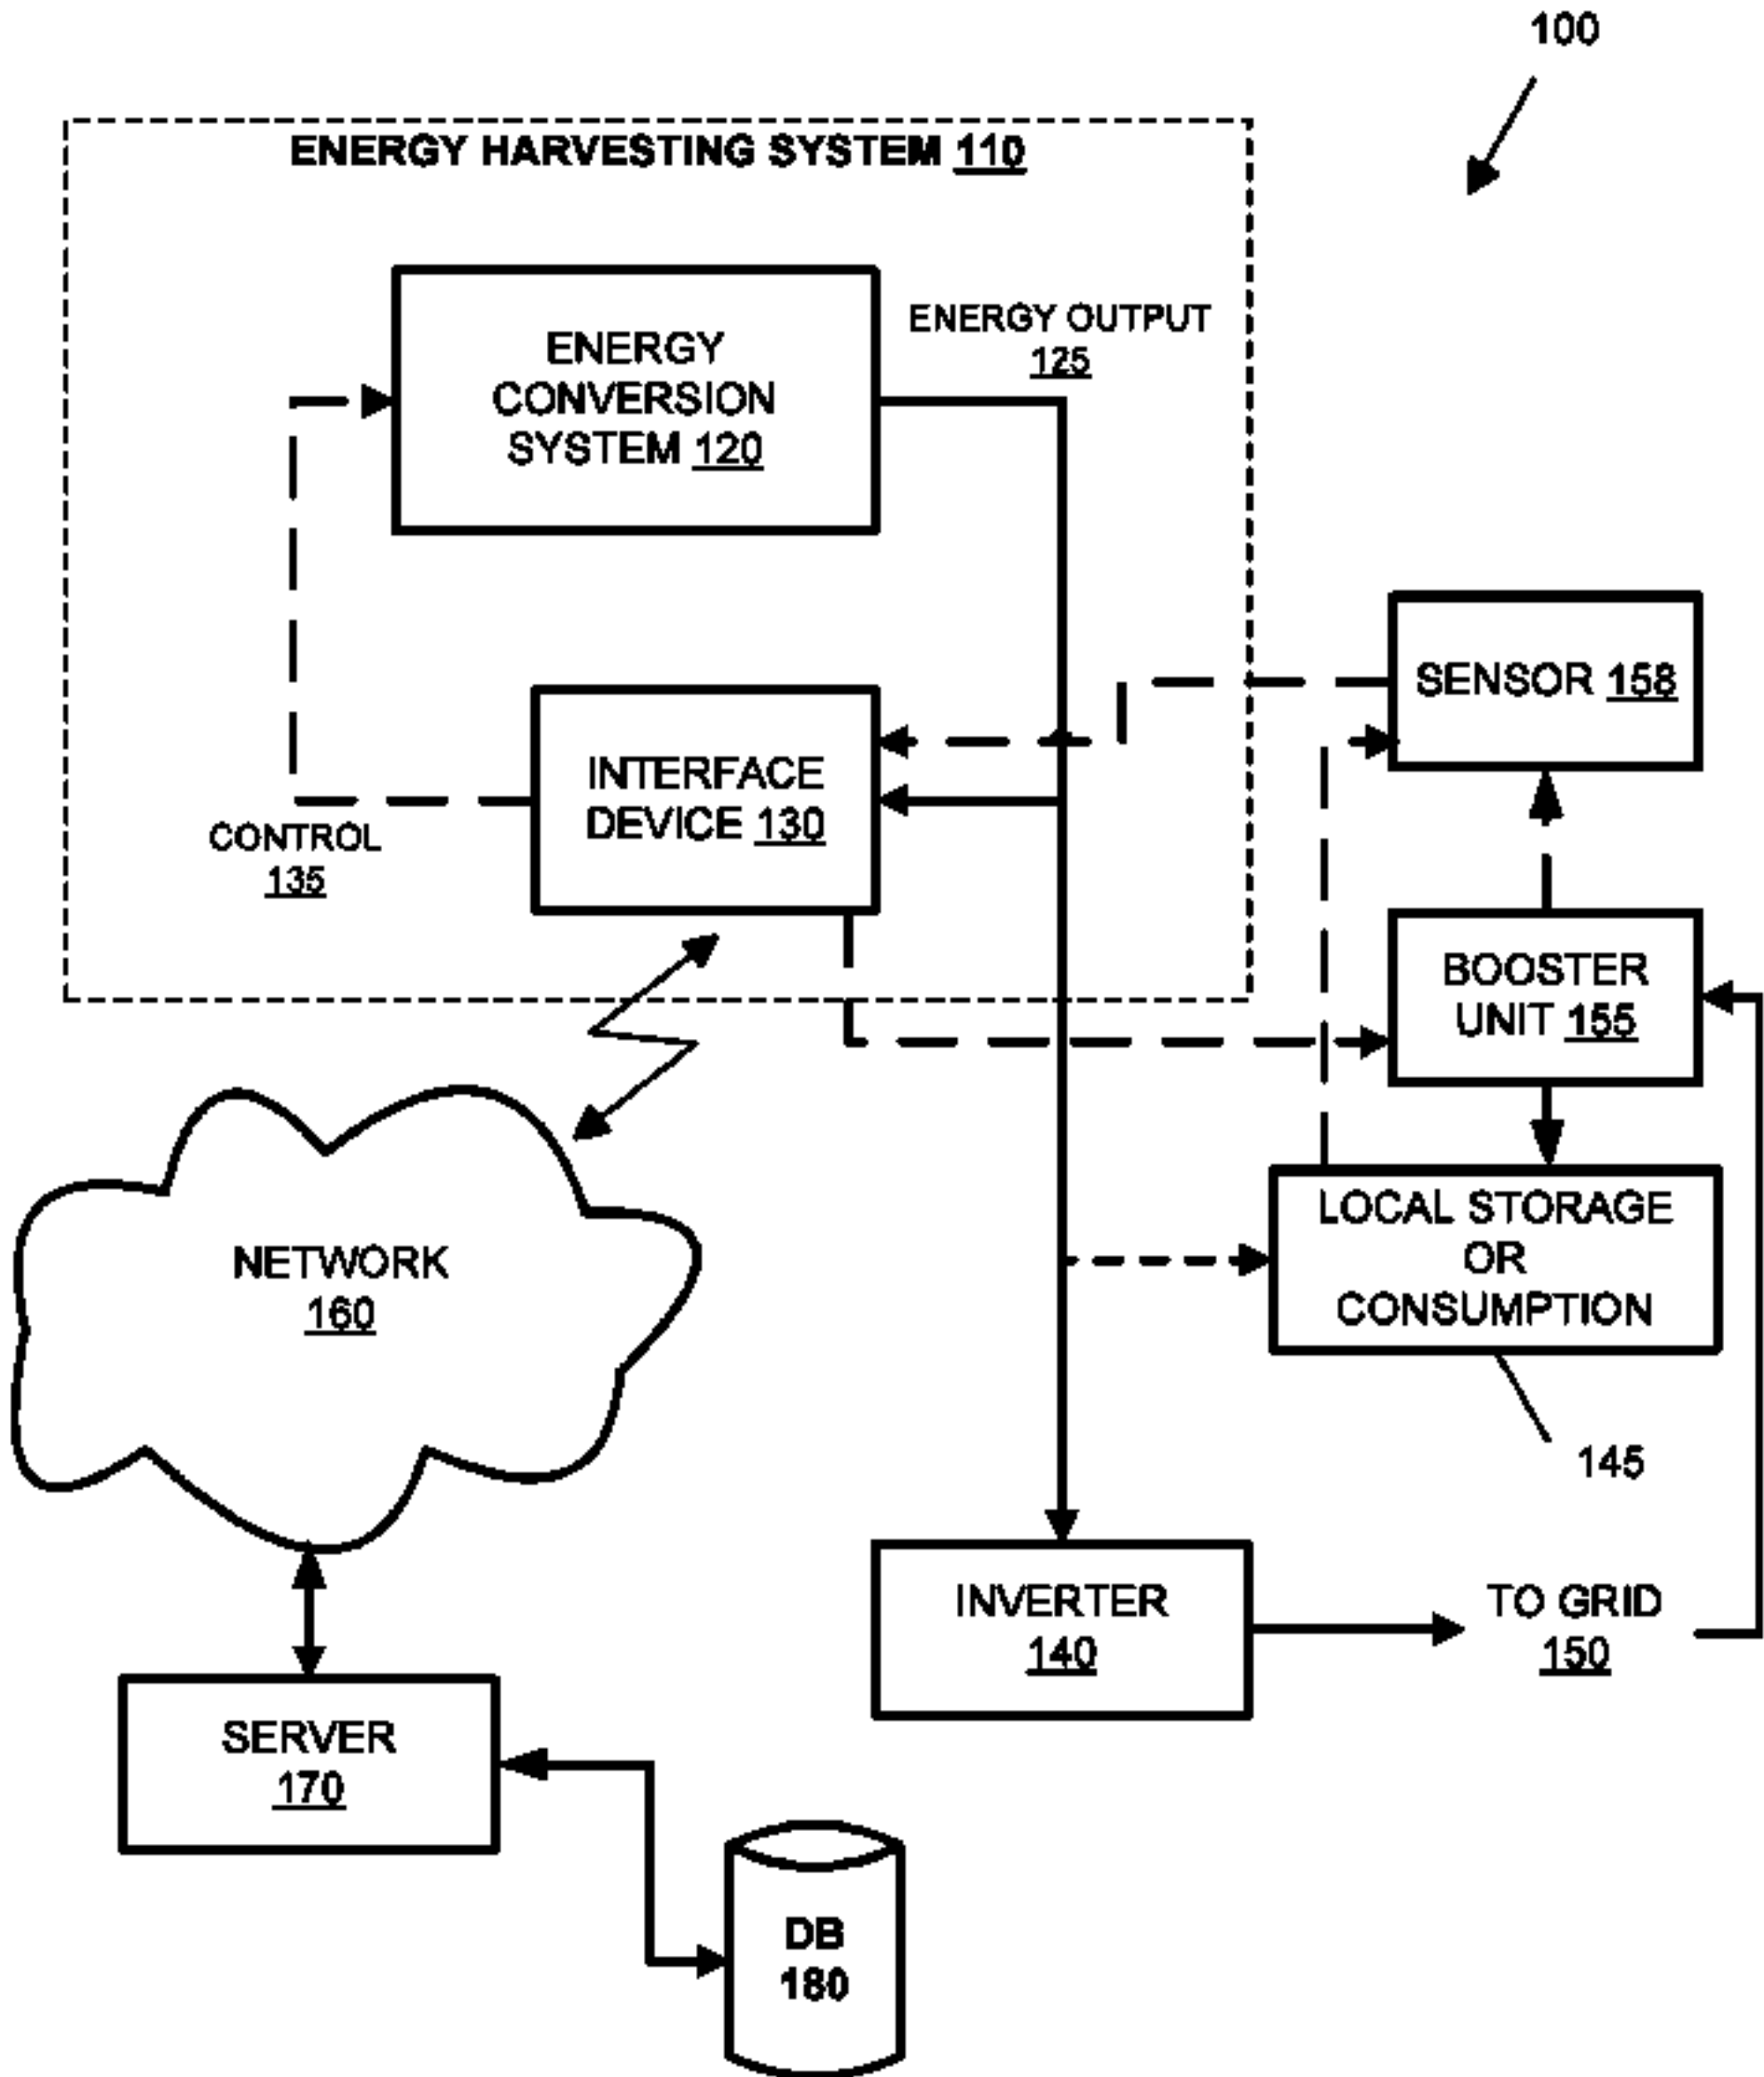 100
ENERGY HARVESTING SYSTEM 110
ENERGY
CONVERSION
SYSTEM 120
ENERGY OUTPUT
125
SENSOR 158
INTERFACE
DEVICE 130
CONTROL
135
BOOSTER
UNIT 155
LOCAL STORAGE
OR
CONSUMPTION
145
NETWORK
160
INVERTER
140
TO GRID
150
SERVER
170
DB
180